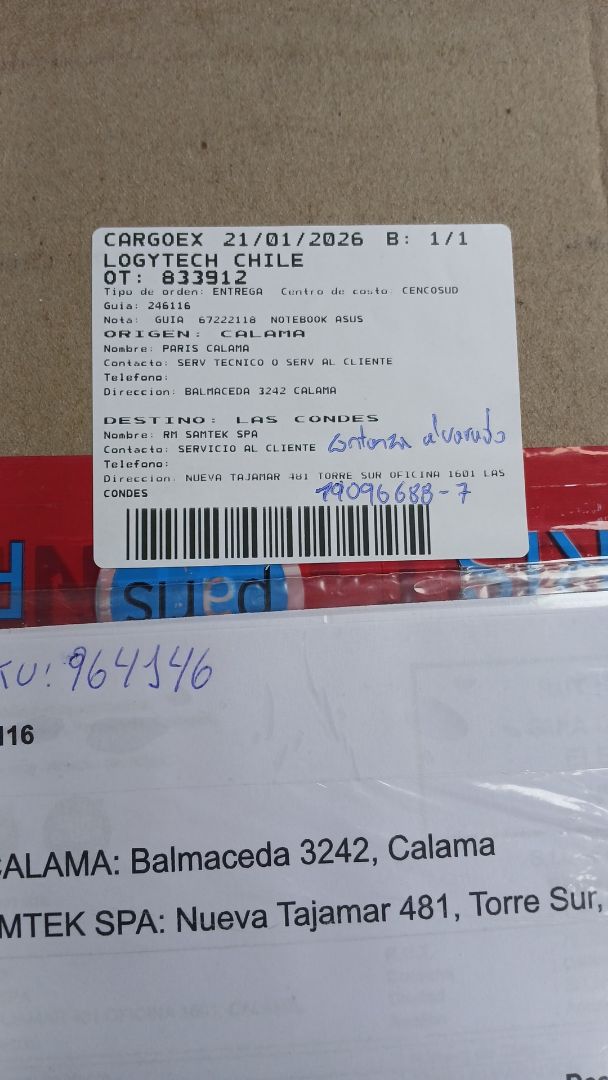 CARGOEX 21/01/2026 B: 1/1
LOGYTECH CHILE
OT: 833912
Tipo de orden: ENTREGA Centro de costo: CENCOSUD
Guia: 246116
Nota: GUIA 67222118 NOTEBOOK ASUS
ORIGEN: CALAMA
Nombre: PARIS CALAMA
Contacto: SERV TECNICO O SERV AL CLIENTE
Telefono:
Direccion: BALMACEDA 3242 CALAMA
DESTINO: LAS CONDES
Nombre: RM SAMTEK SPA
Contacto: SERVICIO AL CLIENTE
alvarado
Telefono:
Direccion: NUEVA TAJAMAR 481 TORRE SUR OFICINA 1601 LAS
CONDES
19096688-7
paris
KU: 964146
116
CALAMA: Balmaceda 3242, Calama
MTEK SPA: Nueva Tajamar 481, Torre Sur,